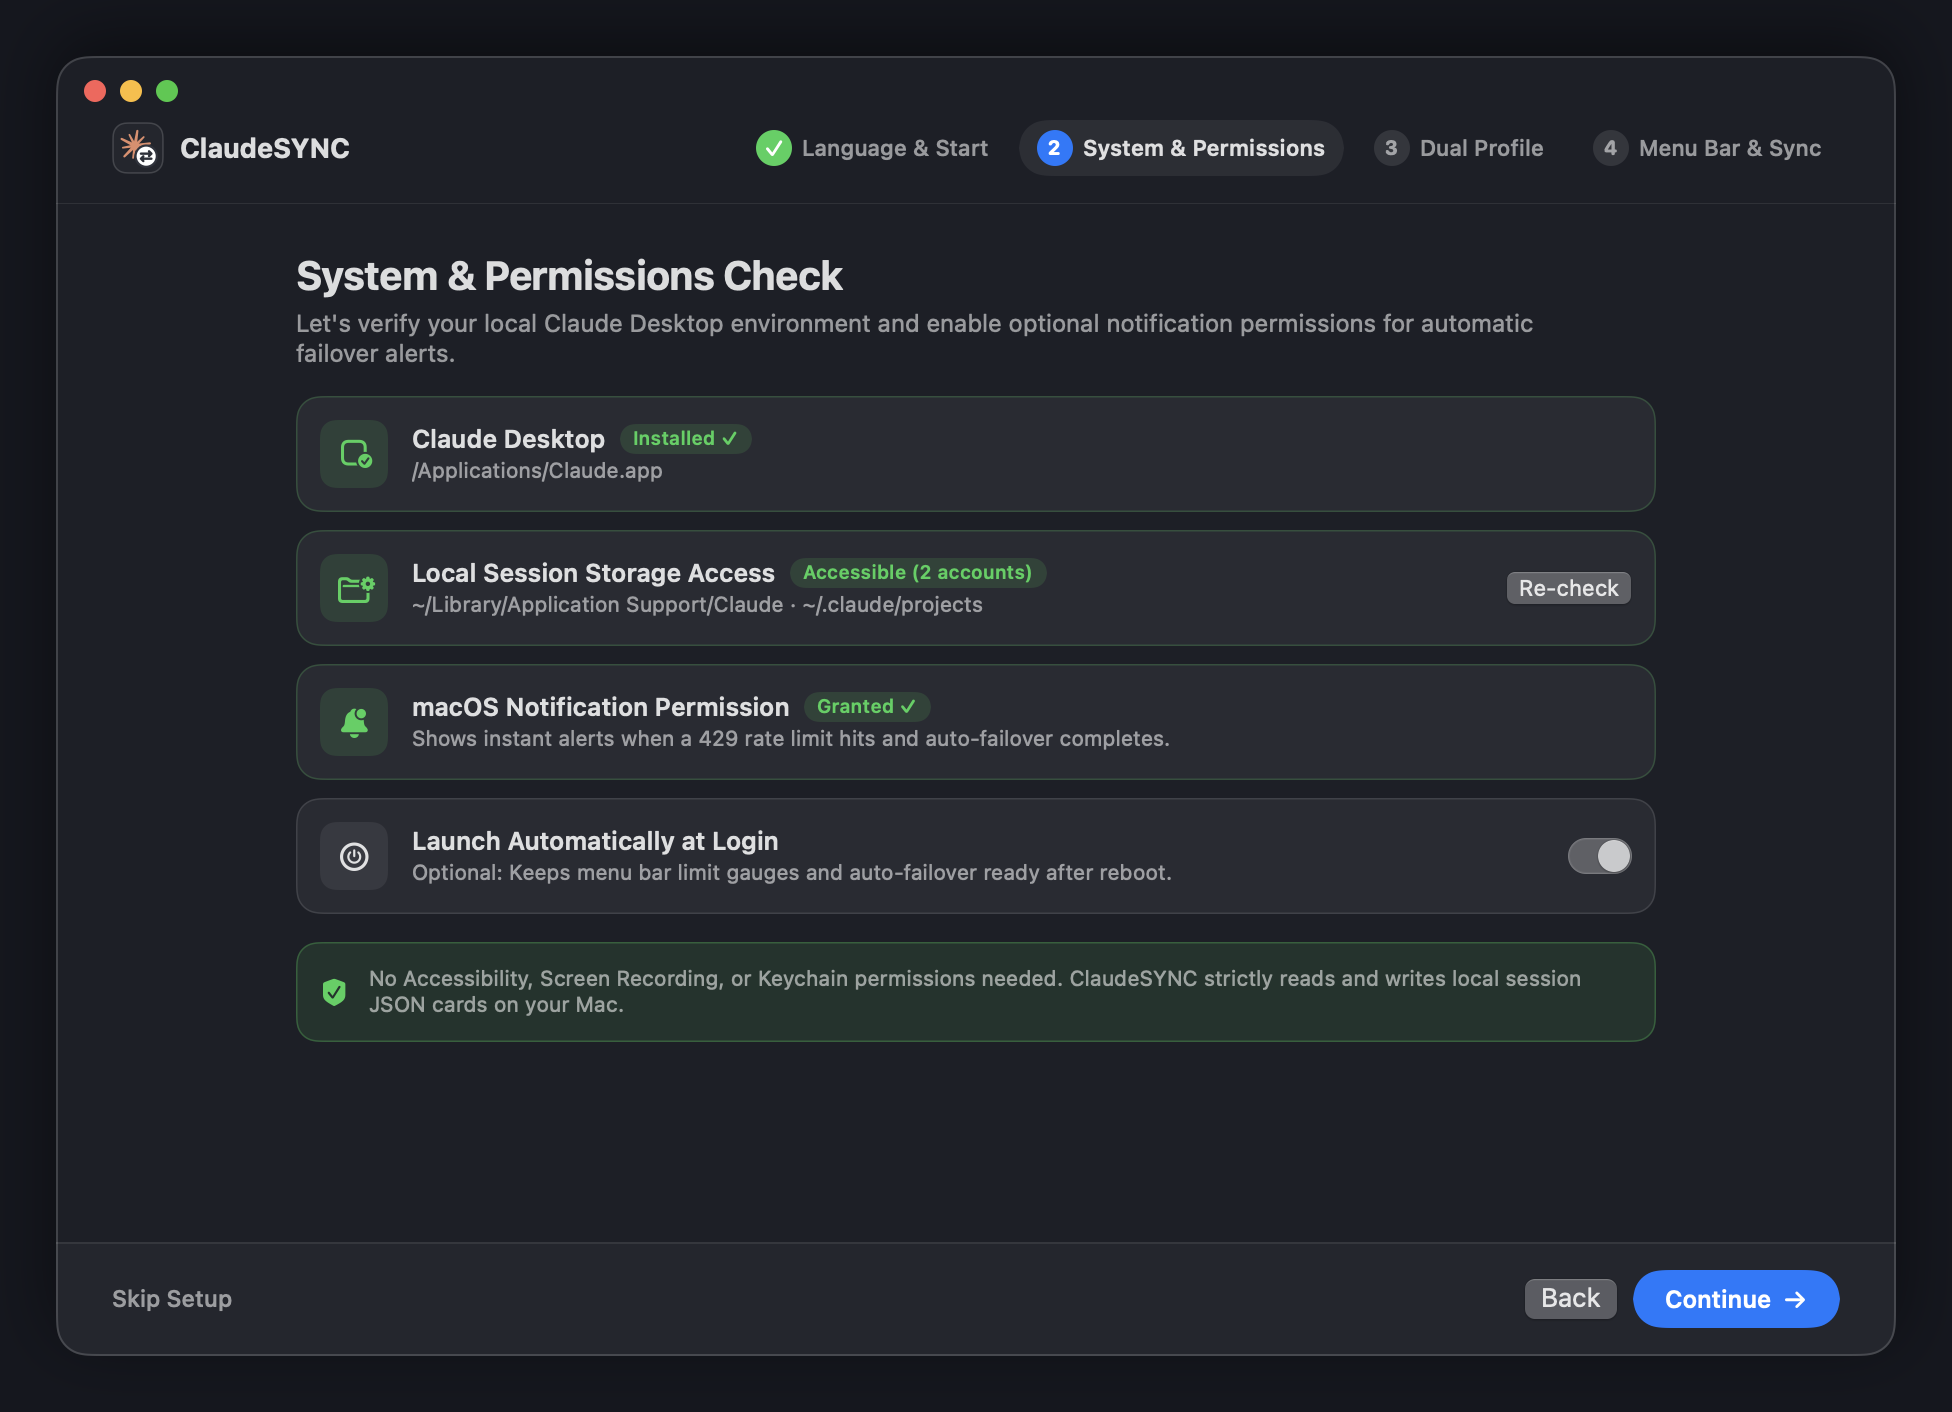 ClaudeSYNC
Language & Start
2 System & Permissions
3 Dual Profile
4 Menu Bar & Sync
System & Permissions Check
Let's verify your local Claude Desktop environment and enable optional notification permissions for automatic
failover alerts.
Claude Desktop Installed ✓
/Applications/Claude.app
Local Session Storage Access Accessible (2 accounts)
~/Library/Application Support/Claude · ~/.claude/projects
Re-check
macOS Notification Permission Granted ✓
Shows instant alerts when a 429 rate limit hits and auto-failover completes.
Launch Automatically at Login
Optional: Keeps menu bar limit gauges and auto-failover ready after reboot.
No Accessibility, Screen Recording, or Keychain permissions needed. ClaudeSYNC strictly reads and writes local session
JSON cards on your Mac.
Skip Setup
Back
Continue →